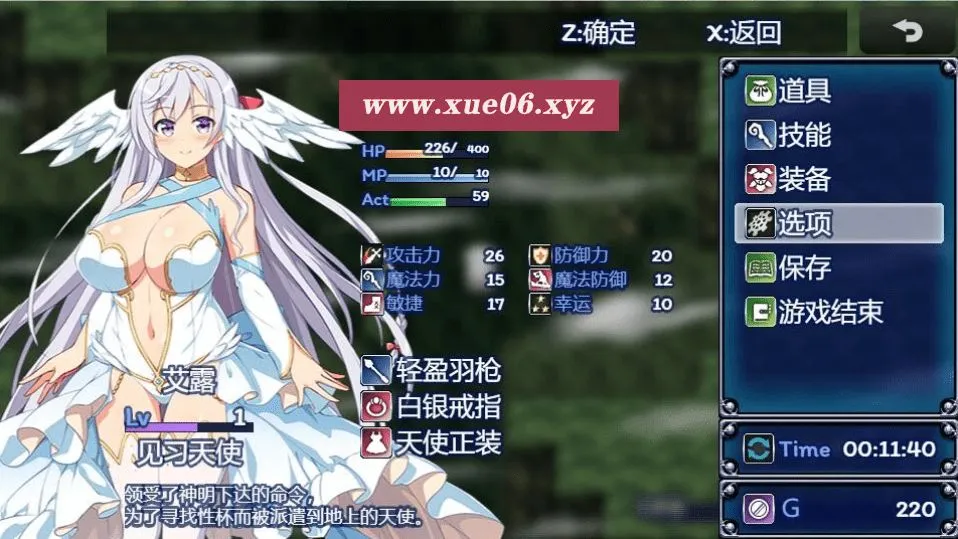 Z:确定 X:返回
www.xue06.xyz
HP 226/ 400
MP 10/ 10
Act 59
攻击力 26 防御力 20
魔法力 15 魔法防御 12
敏捷 17 幸运 10
轻盈羽枪
白银戒指
天使正装
艾露
Lv 1
见习天使
领受了神明下达的命令，
为了寻找性杯而被派遣到地上的天使。
道具
技能
装备
选项
保存
游戏结束
Time 00:11:40
G 220